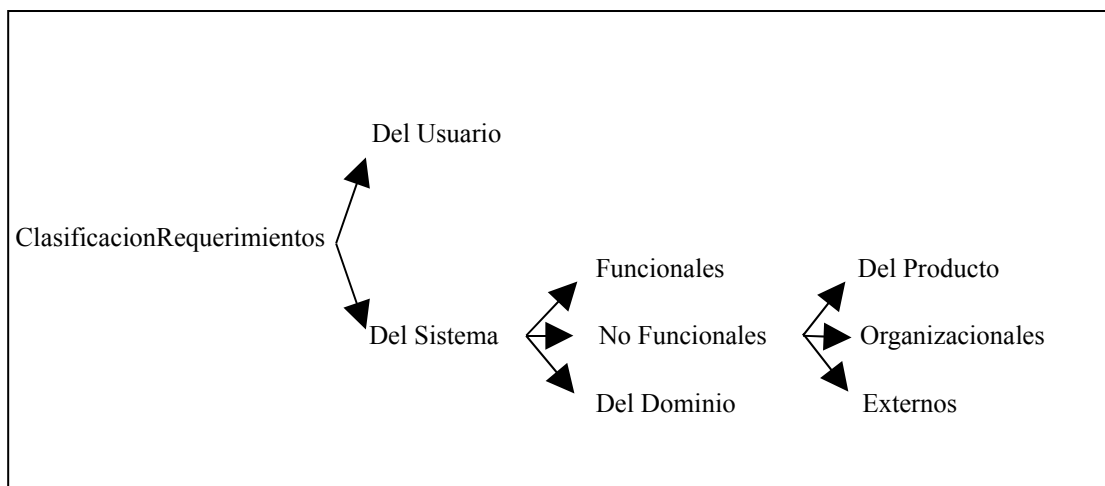 Del Usuario
ClasificacionRequerimientos
Funcionales
Del Producto
Del Sistema
No Funcionales
Organizacionales
Del Dominio
Externos